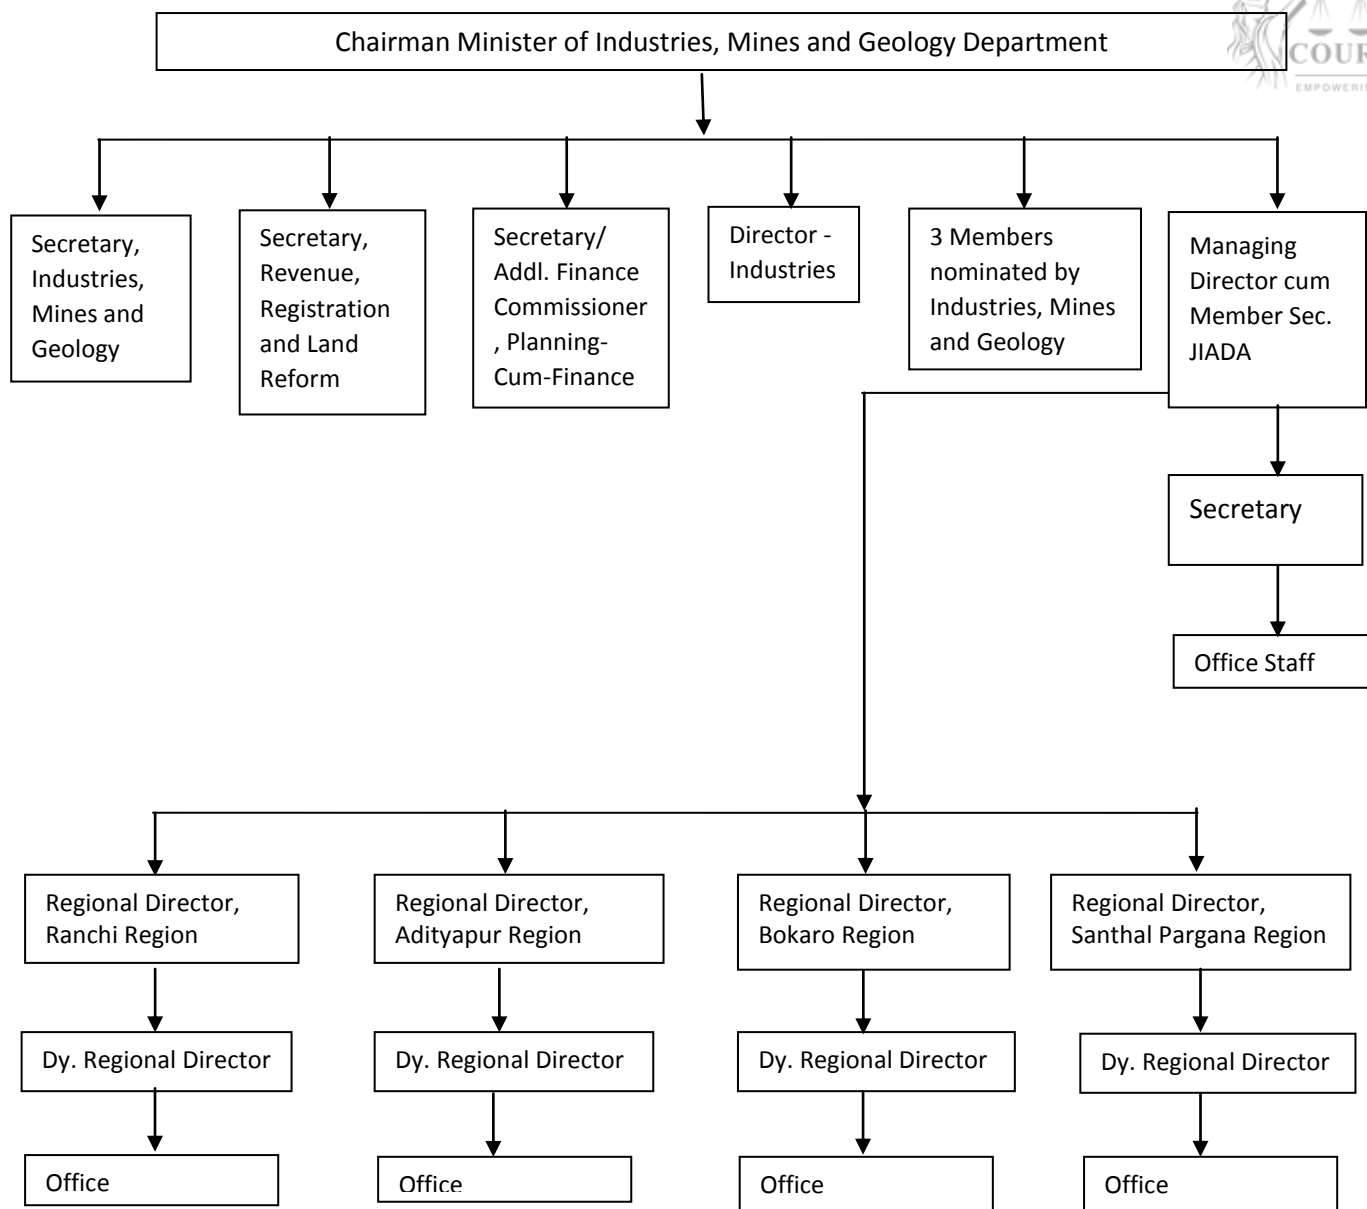 Chairman Minister of Industries, Mines and Geology Department
COUR
EMPOWERIN
Secretary,
Industries,
Mines and
Geology
Secretary,
Revenue,
Registration
and Land
Reform
Secretary/
Addl. Finance
Commissioner
, Planning-
Cum-Finance
Director -
Industries
3 Members
nominated by
Industries, Mines
and Geology
Managing
Director cum
Member Sec.
JIADA
Secretary
Office Staff
Regional Director,
Ranchi Region
Regional Director,
Adityapur Region
Regional Director,
Bokaro Region
Regional Director,
Santhal Pargana Region
Dy. Regional Director
Dy. Regional Director
Dy. Regional Director
Dy. Regional Director
Office
Office
Office
Office